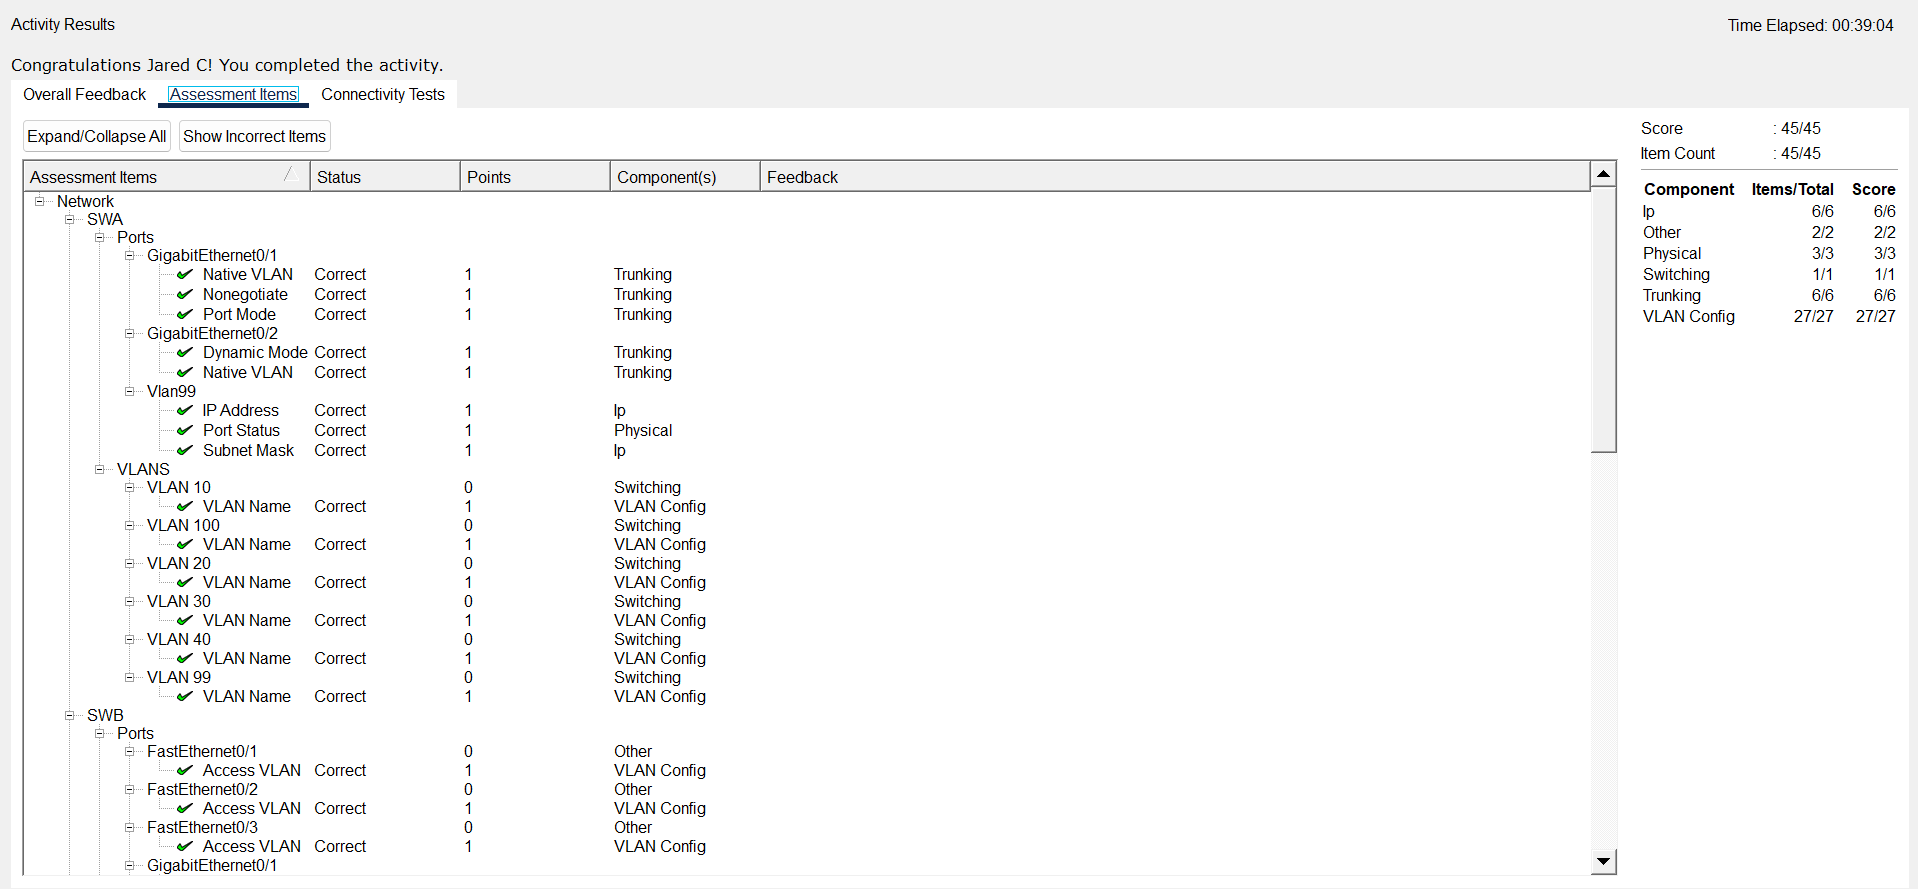 Activity Results
Time Elapsed: 00:39:04
Congratulations Jared C! You completed the activity.
Overall Feedback Assessment Items Connectivity Tests
Expand/Collapse All Show Incorrect Items
Assessment Items Status Points Component(s) Feedback
Network
SWA
Ports
GigabitEthernet0/1
Native VLAN Correct 1 Trunking
Nonegotiate Correct 1 Trunking
Port Mode Correct 1 Trunking
GigabitEthernet0/2
Dynamic Mode Correct 1 Trunking
Native VLAN Correct 1 Trunking
Vlan99
IP Address Correct 1 Ip
Port Status Correct 1 Physical
Subnet Mask Correct 1 Ip
VLANS
VLAN 10 0 Switching
VLAN Name Correct 1 VLAN Config
VLAN 100 0 Switching
VLAN Name Correct 1 VLAN Config
VLAN 20 0 Switching
VLAN Name Correct 1 VLAN Config
VLAN 30 0 Switching
VLAN Name Correct 1 VLAN Config
VLAN 40 0 Switching
VLAN Name Correct 1 VLAN Config
VLAN 99 0 Switching
VLAN Name Correct 1 VLAN Config
SWB
Ports
FastEthernet0/1 0 Other
Access VLAN Correct 1 VLAN Config
FastEthernet0/2 0 Other
Access VLAN Correct 1 VLAN Config
FastEthernet0/3 0 Other
Access VLAN Correct 1 VLAN Config
GigabitEthernet0/1
Score : 45/45
Item Count : 45/45
Component Items/Total Score
Ip 6/6 6/6
Other 2/2 2/2
Physical 3/3 3/3
Switching 1/1 1/1
Trunking 6/6 6/6
VLAN Config 27/27 27/27